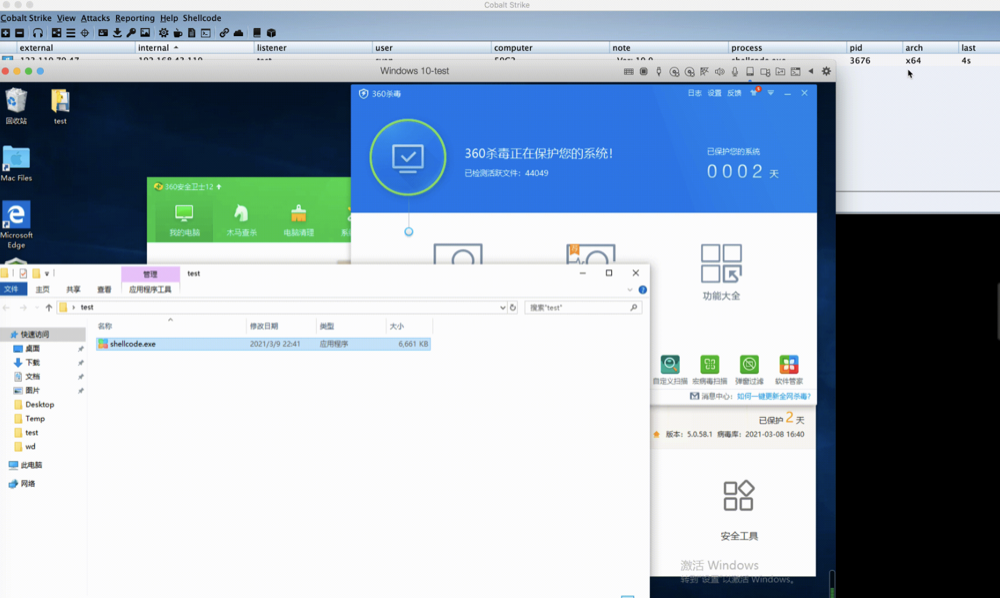 Cobalt Strike
Cobalt Strike View Attacks Reporting Help Shellcode
external internal listener user computer note process pid arch last
3676 x64 4s
Windows 10-test
回收站
test
Mac Files
Microsoft
Edge
360安全卫士12
我的电脑 木马查杀 电脑清理
360杀毒
日志 设置 反馈
360杀毒正在保护您的系统!
已检测活跃文件: 44049
已保护您的系统
0002 天
功能大全
自定义扫描 宏病毒扫描 弹窗过滤 软件管家
消息中心: 如何一键更新全网杀毒?
已保护 2 天
版本: 5.0.58.1 病毒库: 2021-03-08 16:40
安全工具
激活 Windows
转到"设置"以激活 Windows。
管理 test
文件 主页 共享 查看 应用程序工具
test
搜索"test"
名称 修改日期 类型 大小
shellcode.exe 2021/3/9 22:41 应用程序 6,661 KB
快速访问
桌面
下载
文档
图片
Desktop
Temp
test
wd
此电脑
网络